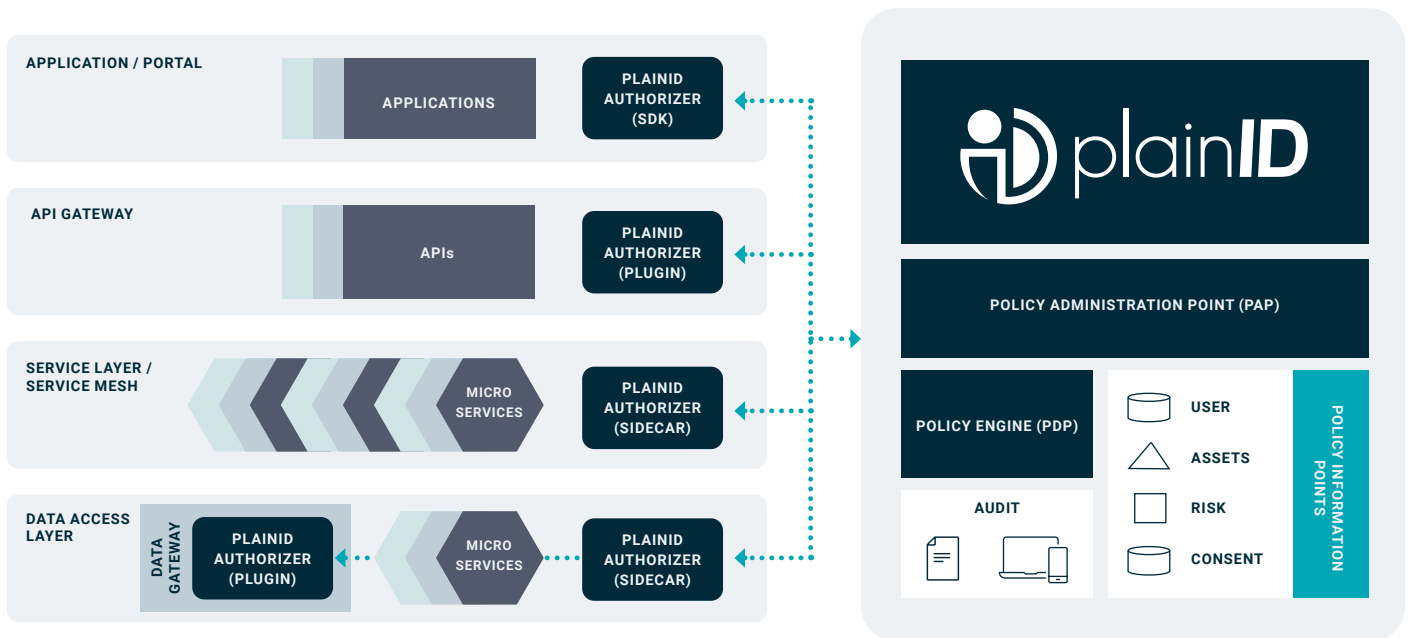 APPLICATION / PORTAL
APPLICATIONS
PLAINID
AUTHORIZER
(SDK)
API GATEWAY
APIs
PLAINID
AUTHORIZER
(PLUGIN)
SERVICE LAYER /
SERVICE MESH
MICRO
SERVICES
PLAINID
AUTHORIZER
(SIDECAR)
DATA ACCESS
LAYER
DATA
GATEWAY
PLAINID
AUTHORIZER
(PLUGIN)
MICRO
SERVICES
PLAINID
AUTHORIZER
(SIDECAR)
plainID
POLICY ADMINISTRATION POINT (PAP)
POLICY ENGINE (PDP)
AUDIT
USER
ASSETS
RISK
CONSENT
POLICY INFORMATION
POINTS